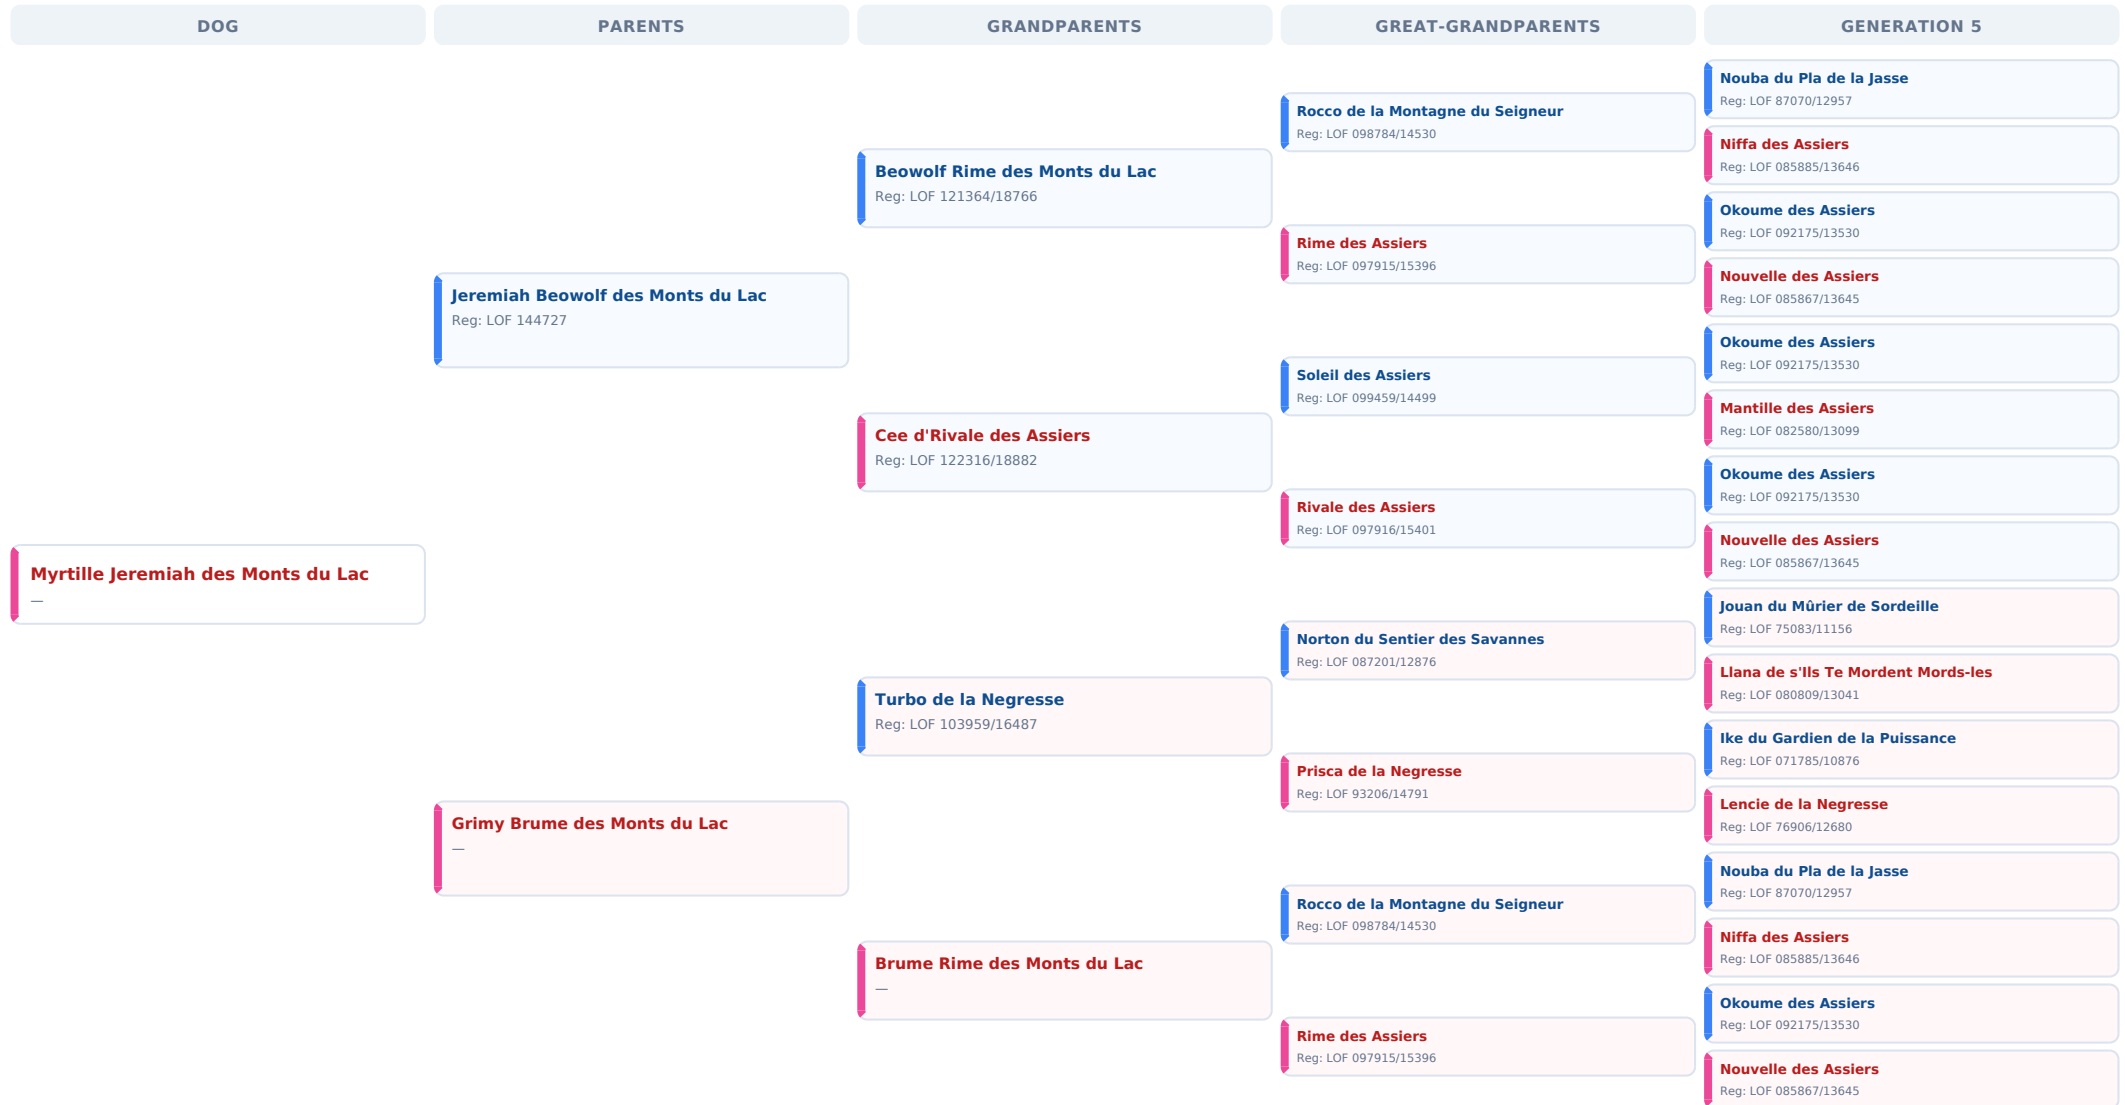 DOG
PARENTS
GRANDPARENTS
GREAT-GRANDPARENTS
GENERATION 5
Myrtille Jeremiah des Monts du Lac
—
Jeremiah Beowolf des Monts du Lac
Reg: LOF 144727
Grimy Brume des Monts du Lac
—
Beowolf Rime des Monts du Lac
Reg: LOF 121364/18766
Cee d'Rivale des Assiers
Reg: LOF 122316/18882
Turbo de la Negresse
Reg: LOF 103959/16487
Brume Rime des Monts du Lac
—
Rocco de la Montagne du Seigneur
Reg: LOF 098784/14530
Rime des Assiers
Reg: LOF 097915/15396
Soleil des Assiers
Reg: LOF 099459/14499
Rivale des Assiers
Reg: LOF 097916/15401
Norton du Sentier des Savannes
Reg: LOF 087201/12876
Prisca de la Negresse
Reg: LOF 93206/14791
Rocco de la Montagne du Seigneur
Reg: LOF 098784/14530
Rime des Assiers
Reg: LOF 097915/15396
Nouba du Pla de la Jasse
Reg: LOF 87070/12957
Niffa des Assiers
Reg: LOF 085885/13646
Okoume des Assiers
Reg: LOF 092175/13530
Nouvelle des Assiers
Reg: LOF 085867/13645
Okoume des Assiers
Reg: LOF 092175/13530
Mantille des Assiers
Reg: LOF 082580/13099
Okoume des Assiers
Reg: LOF 092175/13530
Nouvelle des Assiers
Reg: LOF 085867/13645
Jouan du Mûrier de Sordeille
Reg: LOF 75083/11156
Llana de s'Ils Te Mordent Mords-les
Reg: LOF 080809/13041
Ike du Gardien de la Puissance
Reg: LOF 071785/10876
Lencie de la Negresse
Reg: LOF 76906/12680
Nouba du Pla de la Jasse
Reg: LOF 87070/12957
Niffa des Assiers
Reg: LOF 085885/13646
Okoume des Assiers
Reg: LOF 092175/13530
Nouvelle des Assiers
Reg: LOF 085867/13645